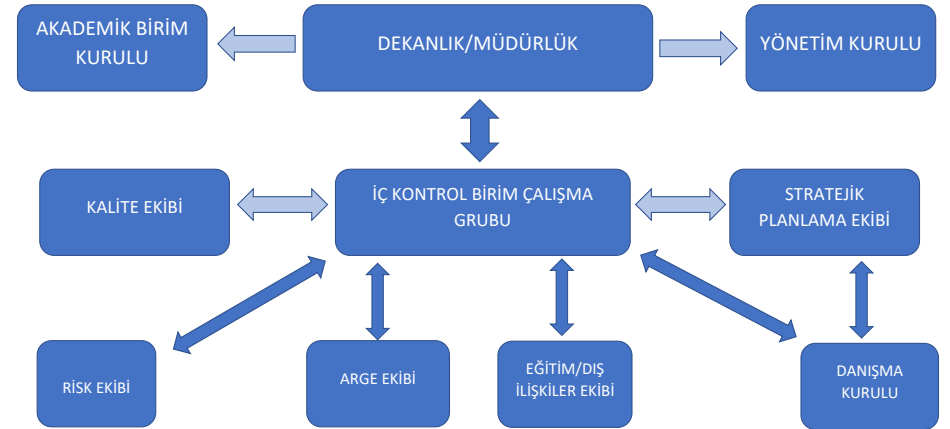 AKADEMİK BİRİM
KURULU
DEKANLIK/MÜDÜRLÜK
YÖNETİM KURULU
KALİTE EKİBİ
İÇ KONTROL BİRİM ÇALIŞMA
GRUBU
STRATEJİK
PLANLAMA EKİBİ
RİSK EKİBİ
ARGE EKİBİ
EĞİTİM/DIŞ
İLİŞKİLER EKİBİ
DANIŞMA
KURULU